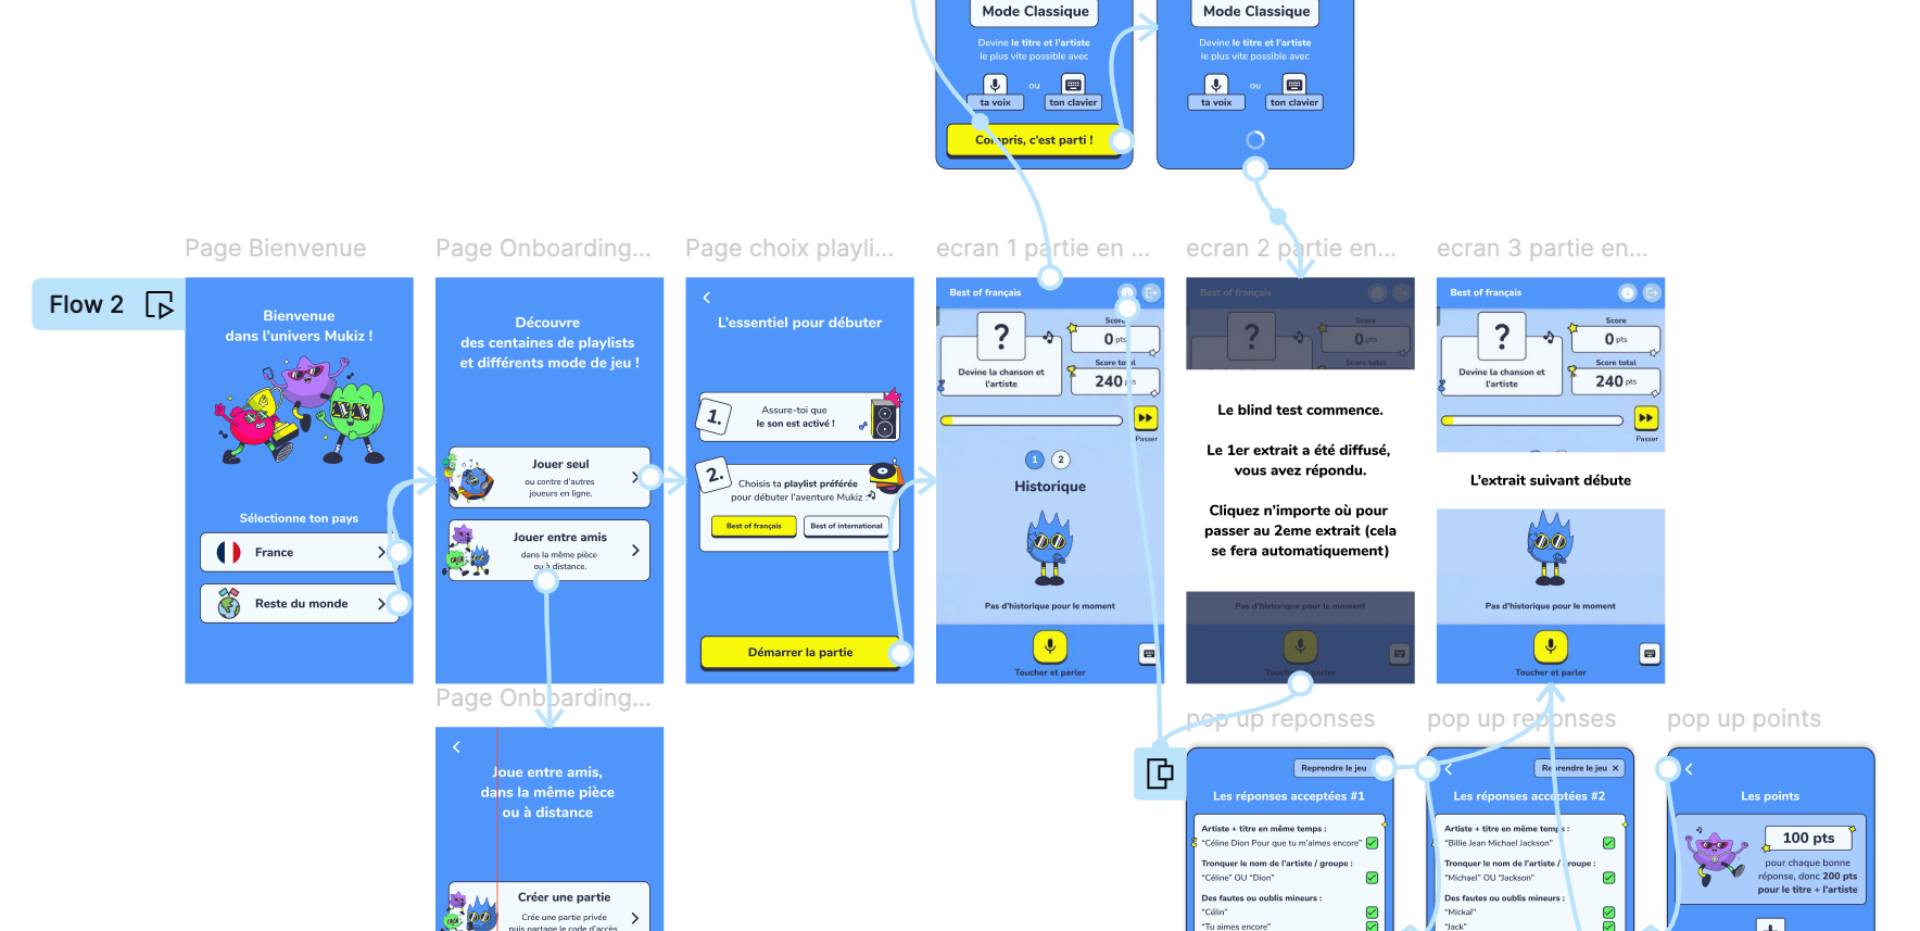 Mode Classique
Devine le titre et l'artiste
le plus vite possible avec
ou
ta voix
ton clavier
Compris, c'est parti !
Mode Classique
Devine le titre et l'artiste
le plus vite possible avec
ou
ta voix
ton clavier
Flow 2
Page Bienvenue
Bienvenue
dans l'univers Mukiz !
Sélectionne ton pays
France
Reste du monde
Page Onboarding...
Découvre
des centaines de playlists
et différents mode de jeu !
Jouer seul
ou contre d'autres
joueurs en ligne.
Jouer entre amis
dans la même pièce
ou à distance.
Page choix playli...
L'essentiel pour débuter
1.
Assure-toi que
le son est activé !
2.
Choisis ta playlist préférée
pour débuter l'aventure Mukiz :
Best of français
Best of international
Démarrer la partie
ecran 1 partie en ...
Best of français
?
Devine la chanson et
l'artiste
Score
0 pts
Score total
240 pts
Passer
1 2
Historique
Pas d'historique pour le moment
Toucher et parler
ecran 2 partie en...
Best of français
?
Score
0 pts
Score total
240 pts
Le blind test commence.
Le 1er extrait a été diffusé,
vous avez répondu.
Cliquez n'importe où pour
passer au 2eme extrait (cela
se fera automatiquement)
Pas d'historique pour le moment
Toucher et parler
ecran 3 partie en...
Best of français
?
Devine la chanson et
l'artiste
Score
0 pts
Score total
240 pts
Passer
L'extrait suivant débute
Pas d'historique pour le moment
Toucher et parler
Page Onboarding...
Joue entre amis,
dans la même pièce
ou à distance
Créer une partie
Crée une partie privée
puis partage le code d'accès
pop up reponses
Reprendre le jeu
Les réponses acceptées #1
Artiste + titre en même temps :
"Céline Dion Pour que tu m'aimes encore"
Tronquer le nom de l'artiste / groupe :
"Céline" OU "Dion"
Des fautes ou oublis mineurs :
"Célin"
"Tu aimes encore"
pop up reponses
Reprendre le jeu ×
Les réponses acceptées #2
Artiste + titre en même temps :
"Billie Jean Michael Jackson"
Tronquer le nom de l'artiste / groupe :
"Michael" OU "Jackson"
Des fautes ou oublis mineurs :
"Mickal"
"Jack"
pop up points
Les points
100 pts
pour chaque bonne
réponse, donc 200 pts
pour le titre + l'artiste